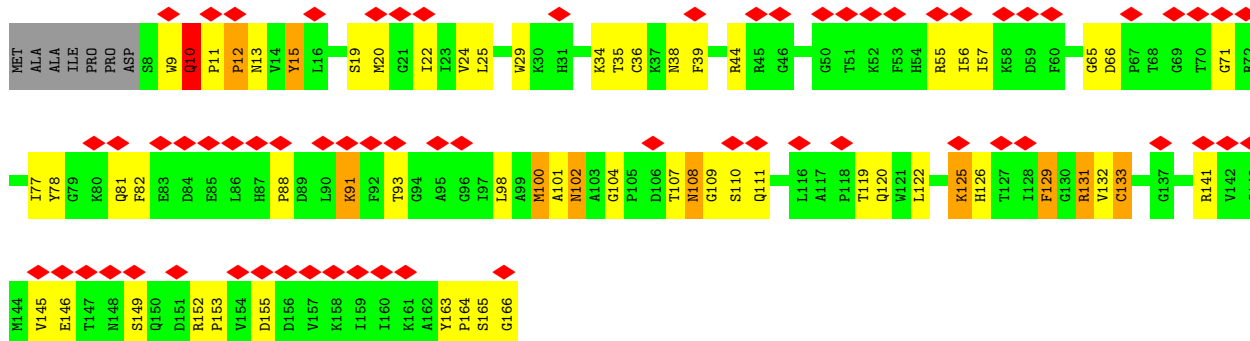 MET ALA ALA ILE PRO PRO ASP S8 W9 Q10 P11 P12 N13 V14 Y15 L16 S19 M20 G21 I22 I23 V24 L25 W29 K30 H31 K34 T35 C36 K37 N38 F39 R44 R45 G46 G50 T51 K52 F53 H54 R55 I56 I57 K58 D59 F60 G65 D66 P67 T68 G69 T70 G71 R72
I77 Y78 G79 K80 Q81 F82 E83 D84 E85 L86 H87 P88 D89 L90 K91 F92 T93 G94 A95 G96 I97 L98 A99 M100 A101 N102 A103 G104 P105 D106 T107 N108 G109 S110 Q111 L116 A117 P118 T119 Q120 W121 L122 K125 H126 T127 I128 F129 G130 R131 V132 C133 G137 R141 V142
M144 V145 E146 T147 N148 S149 Q150 D151 R152 P153 V154 D155 D156 V157 K158 I159 I160 K161 A162 Y163 P164 S165 G166